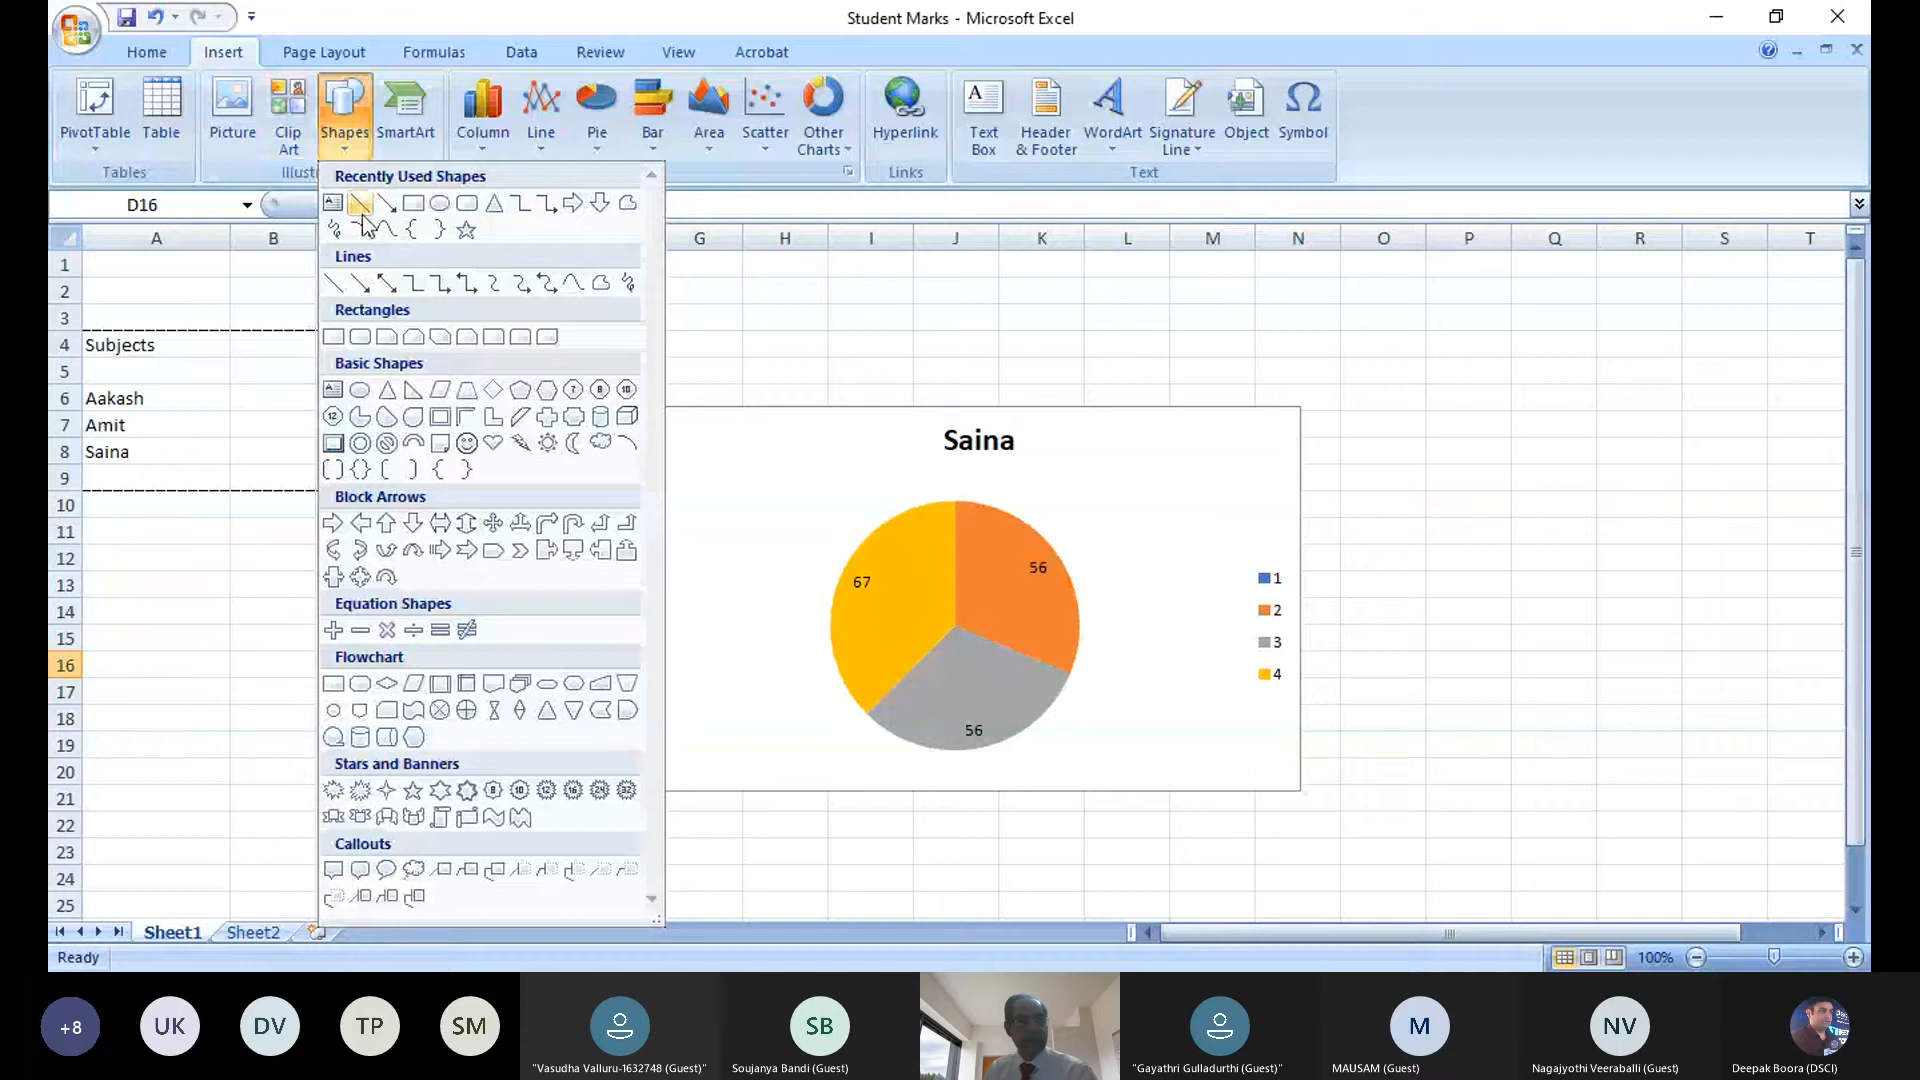 Student Marks - Microsoft Excel
Home Insert Page Layout Formulas Data Review View Acrobat
PivotTable Table Picture Clip Art Shapes SmartArt Column Line Pie Bar Area Scatter Other Charts Hyperlink Text Box Header & Footer WordArt Signature Line Object Symbol
Tables Illust Links Text
Recently Used Shapes
D16
A B G H I J K L M N O P Q R S T
Lines
Rectangles
Basic Shapes
Block Arrows
Equation Shapes
Flowchart
Stars and Banners
Callouts
1
2
3
4 Subjects
5
6 Aakash
7 Amit
8 Saina
9
10
11
12
13
14
15
16
17
18
19
20
21
22
23
24
25
Saina
56
67
56
1
2
3
4
Sheet1 Sheet2
Ready 100%
+8 UK DV TP SM SB M NV
"Vasudha Valluru-1632748 (Guest)" Soujanya Bandi (Guest) "Gayathri Gulladurthi (Guest)" MAUSAM (Guest) Nagajyothi Veeraballi (Guest) Deepak Boora (DSCI)